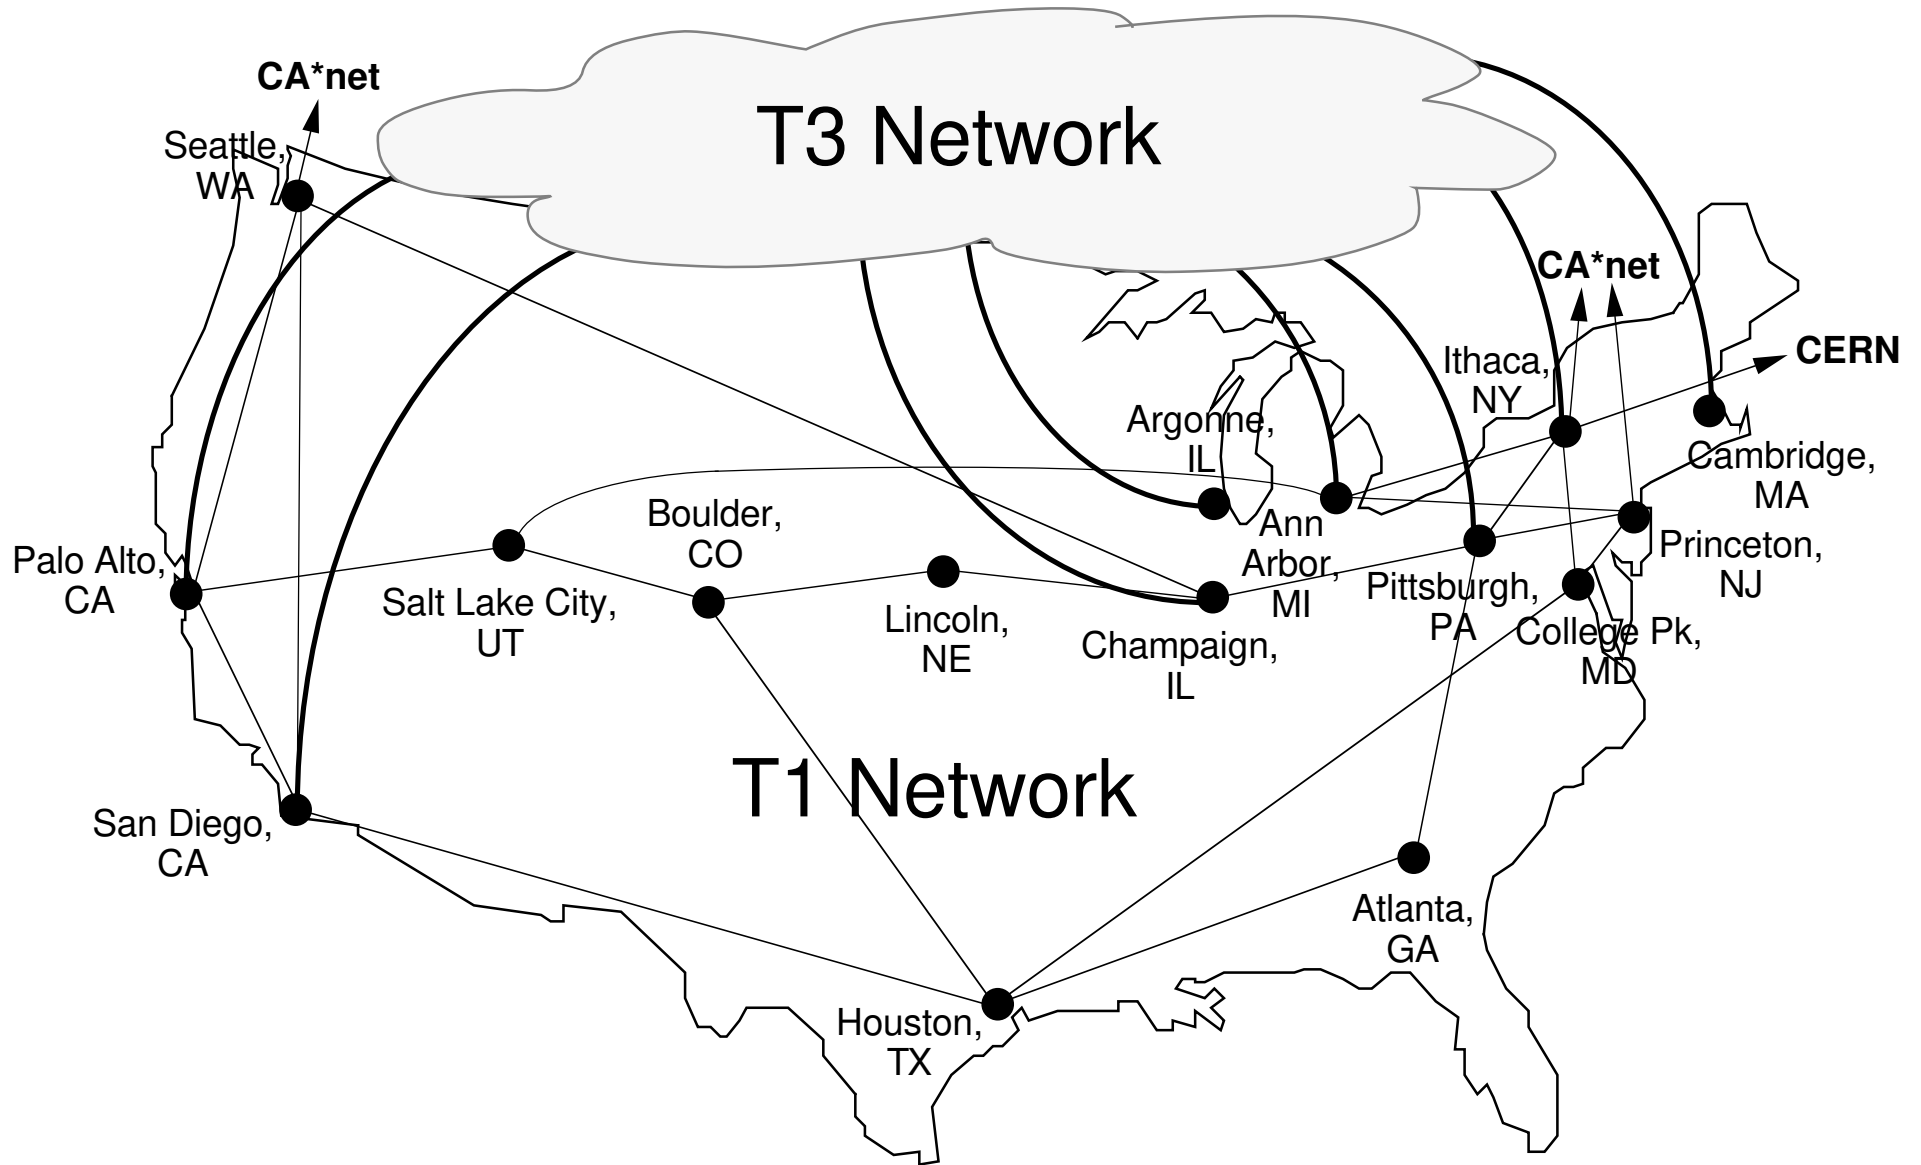 T3 Network
CA*net
Seattle,
WA
CA*net
CERN
Ithaca,
NY
Argonne,
IL
Cambridge,
MA
Boulder,
CO
Ann
Arbor,
MI
Palo Alto,
CA
Princeton,
NJ
Salt Lake City,
UT
Lincoln,
NE
Pittsburgh,
PA
Champaign,
IL
College Pk,
MD
T1 Network
San Diego,
CA
Atlanta,
GA
Houston,
TX